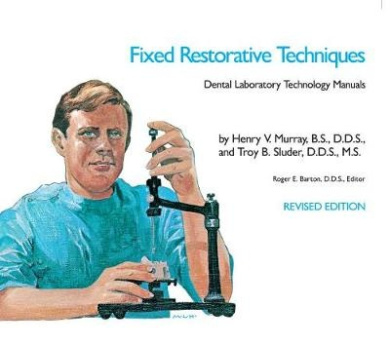 Fixed Restorative Techniques
Dental Laboratory Technology Manuals
by Henry V. Murray, B.S., D.D.S.,
and Troy B. Sluder, D.D.S., M.S.
Roger E. Barton, D.D.S., Editor
REVISED EDITION